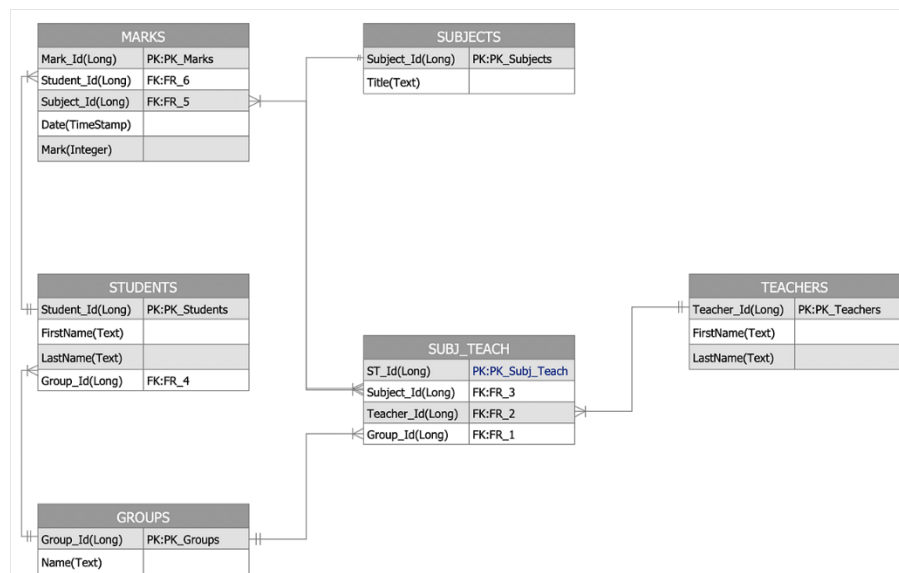 MARKS
Mark_Id(Long) PK:PK_Marks
Student_Id(Long) FK:FR_6
Subject_Id(Long) FK:FR_5
Date(TimeStamp)
Mark(Integer)
SUBJECTS
Subject_Id(Long) PK:PK_Subjects
Title(Text)
STUDENTS
Student_Id(Long) PK:PK_Students
FirstName(Text)
LastName(Text)
Group_Id(Long) FK:FR_4
SUBJ_TEACH
ST_Id(Long) PK:PK_Subj_Teach
Subject_Id(Long) FK:FR_3
Teacher_Id(Long) FK:FR_2
Group_Id(Long) FK:FR_1
TEACHERS
Teacher_Id(Long) PK:PK_Teachers
FirstName(Text)
LastName(Text)
GROUPS
Group_Id(Long) PK:PK_Groups
Name(Text)